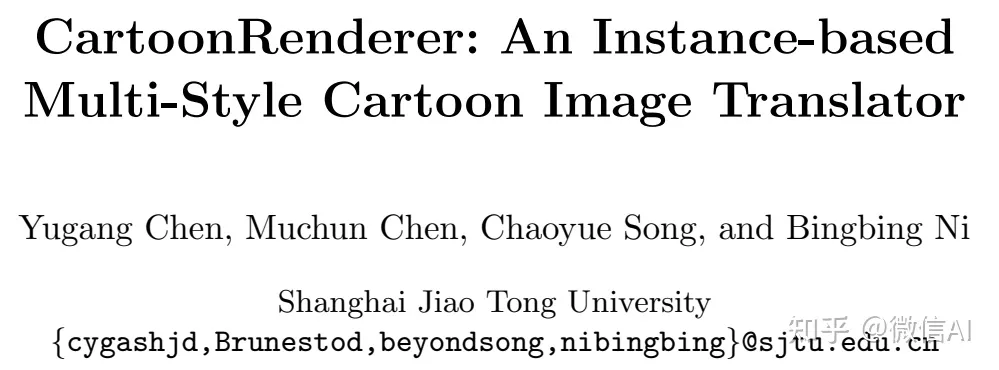 CartoonRenderer: An Instance-based
Multi-Style Cartoon Image Translator
Yugang Chen, Muchun Chen, Chaoyue Song, and Bingbing Ni
Shanghai Jiao Tong University
{cygashjd,Brunestod,beyondsong,nibingbing}@sjtu.edu.cn
知乎 @微信AI